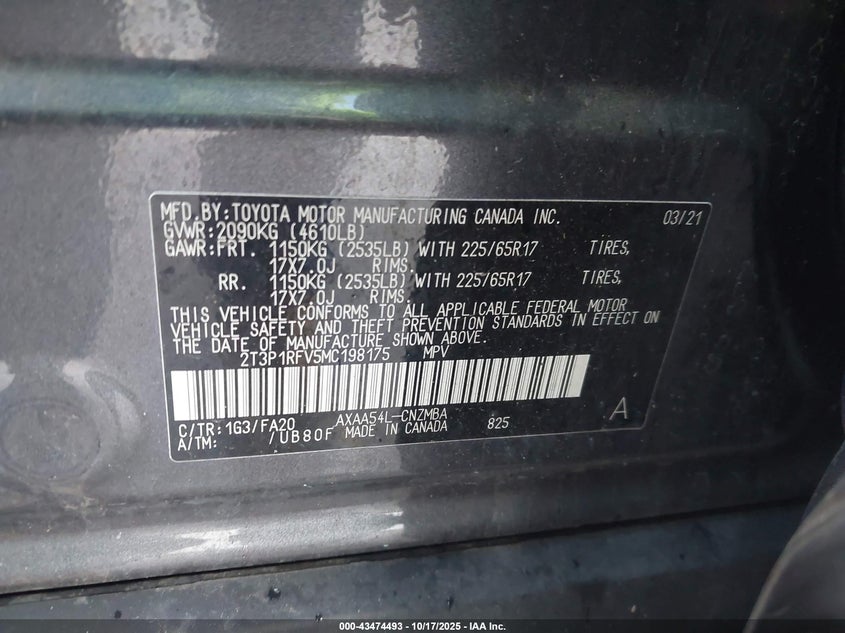 MFD.BY:TOYOTA MOTOR MANUFACTURING CANADA INC. 03/21
GVWR:2090KG (4610LB)
GAWR:FRT. 1150KG (2535LB) WITH 225/65R17 TIRES,
17X7.0J RIMS.
RR. 1150KG (2535LB) WITH 225/65R17 TIRES,
17X7.0J RIMS.
THIS VEHICLE CONFORMS TO ALL APPLICABLE FEDERAL MOTOR
VEHICLE SAFETY AND THEFT PREVENTION STANDARDS IN EFFECT ON
THE DATE OF MANUFACTURE SHOWN ABOVE.
2T3P1RFV5MC198175 MPV
C/TR:1G3/FA20 AXAA54L-CNZMBA 825 A
A/TM: /UB80F MADE IN CANADA
000-43474493 - 10/17/2025 - IAA Inc.